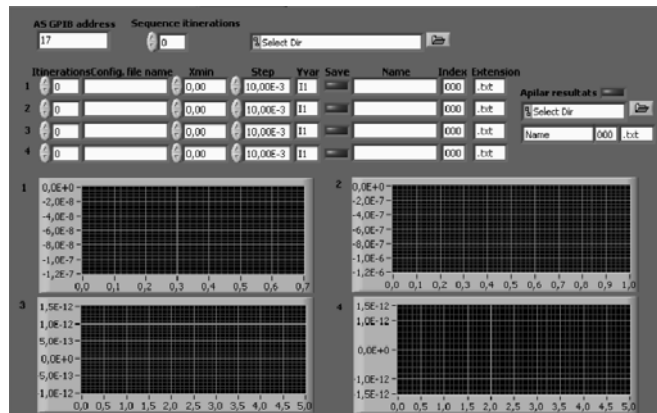 AS GPIB address Sequence itinerations
17 0 Select Dir
Itinerations Config. file name Xmin Step Yvar Save Name Index Extension
1 0 0,00 10,00E-3 I1 000 .txt
Apilar resultats
2 0 0,00 10,00E-3 I1 000 .txt
Select Dir
3 0 0,00 10,00E-3 I1 000 .txt
Name 000 .txt
4 0 0,00 10,00E-3 I1 000 .txt
1
0,0E+0
-2,0E-8
-4,0E-8
-6,0E-8
-8,0E-8
-1,0E-7
-1,2E-7
0,0 0,1 0,2 0,3 0,4 0,5 0,6 0,7
2
0,0E+0
-2,0E-7
-4,0E-7
-6,0E-7
-8,0E-7
-1,0E-6
-1,2E-6
0,0 0,1 0,2 0,3 0,4 0,5 0,6 0,7 0,8 0,9 1,0
3
1,5E-12
1,0E-12
5,0E-13
0,0E+0
-5,0E-13
-1,0E-12
0,0 0,5 1,0 1,5 2,0 2,5 3,0 3,5 4,0 4,5 5,0
4
1,5E-12
1,0E-12
0,0E+0
-1,0E-12
-1,5E-12
0,0 0,5 1,0 1,5 2,0 2,5 3,0 3,5 4,0 4,5 5,0